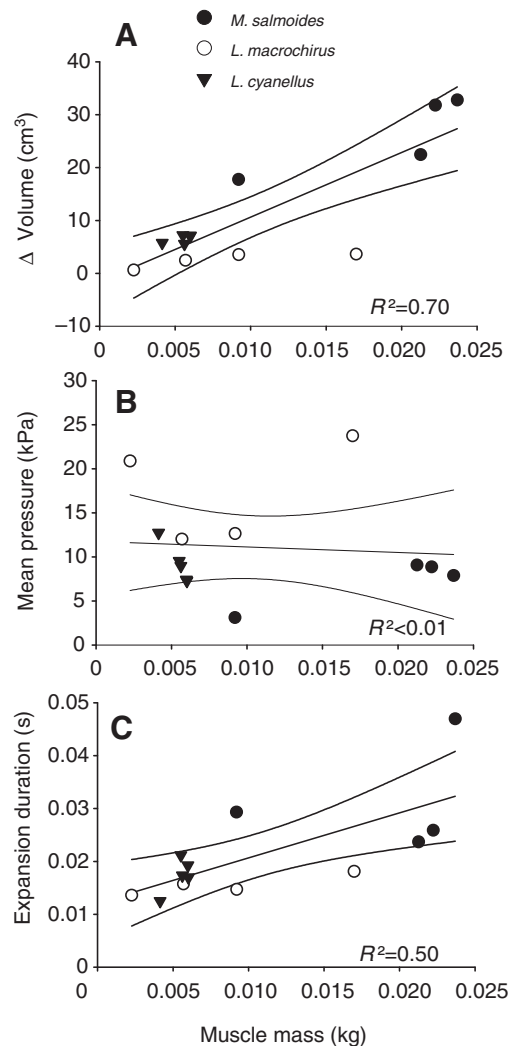 A
M. salmoides
L. macrochirus
L. cyanellus
40
30
20
10
0
–10
Δ Volume (cm³)
R²=0.70
0 0.005 0.010 0.015 0.020 0.025
B
30
25
20
15
10
5
0
Mean pressure (kPa)
R²<0.01
0 0.005 0.010 0.015 0.020 0.025
C
0.05
0.04
0.03
0.02
0.01
0
Expansion duration (s)
R²=0.50
0 0.005 0.010 0.015 0.020 0.025
Muscle mass (kg)